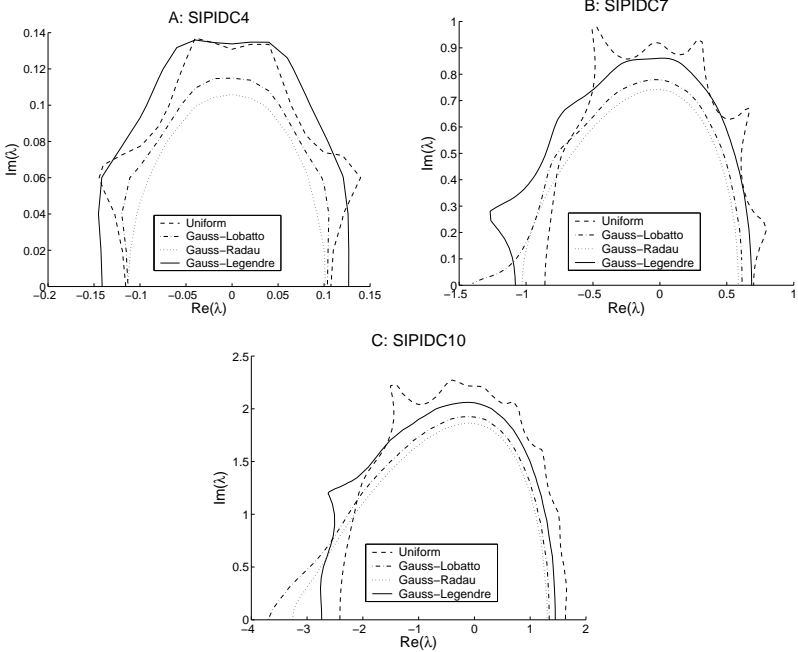 A: SIPIDC4
0.14
0.12
0.1
0.08
0.06
0.04
0.02
0
Im(λ)
−0.2
−0.15
−0.1
−0.05
0
0.05
0.1
0.15
Re(λ)
Uniform
Gauss−Lobatto
Gauss−Radau
Gauss−Legendre
B: SIPIDC7
1
0.9
0.8
0.7
0.6
0.5
0.4
0.3
0.2
0.1
0
Im(λ)
−1.5
−1
−0.5
0
0.5
1
Re(λ)
Uniform
Gauss−Lobatto
Gauss−Radau
Gauss−Legendre
C: SIPIDC10
2.5
2
1.5
1
0.5
0
Im(λ)
−4
−3
−2
−1
0
1
2
Re(λ)
Uniform
Gauss−Lobatto
Gauss−Radau
Gauss−Legendre